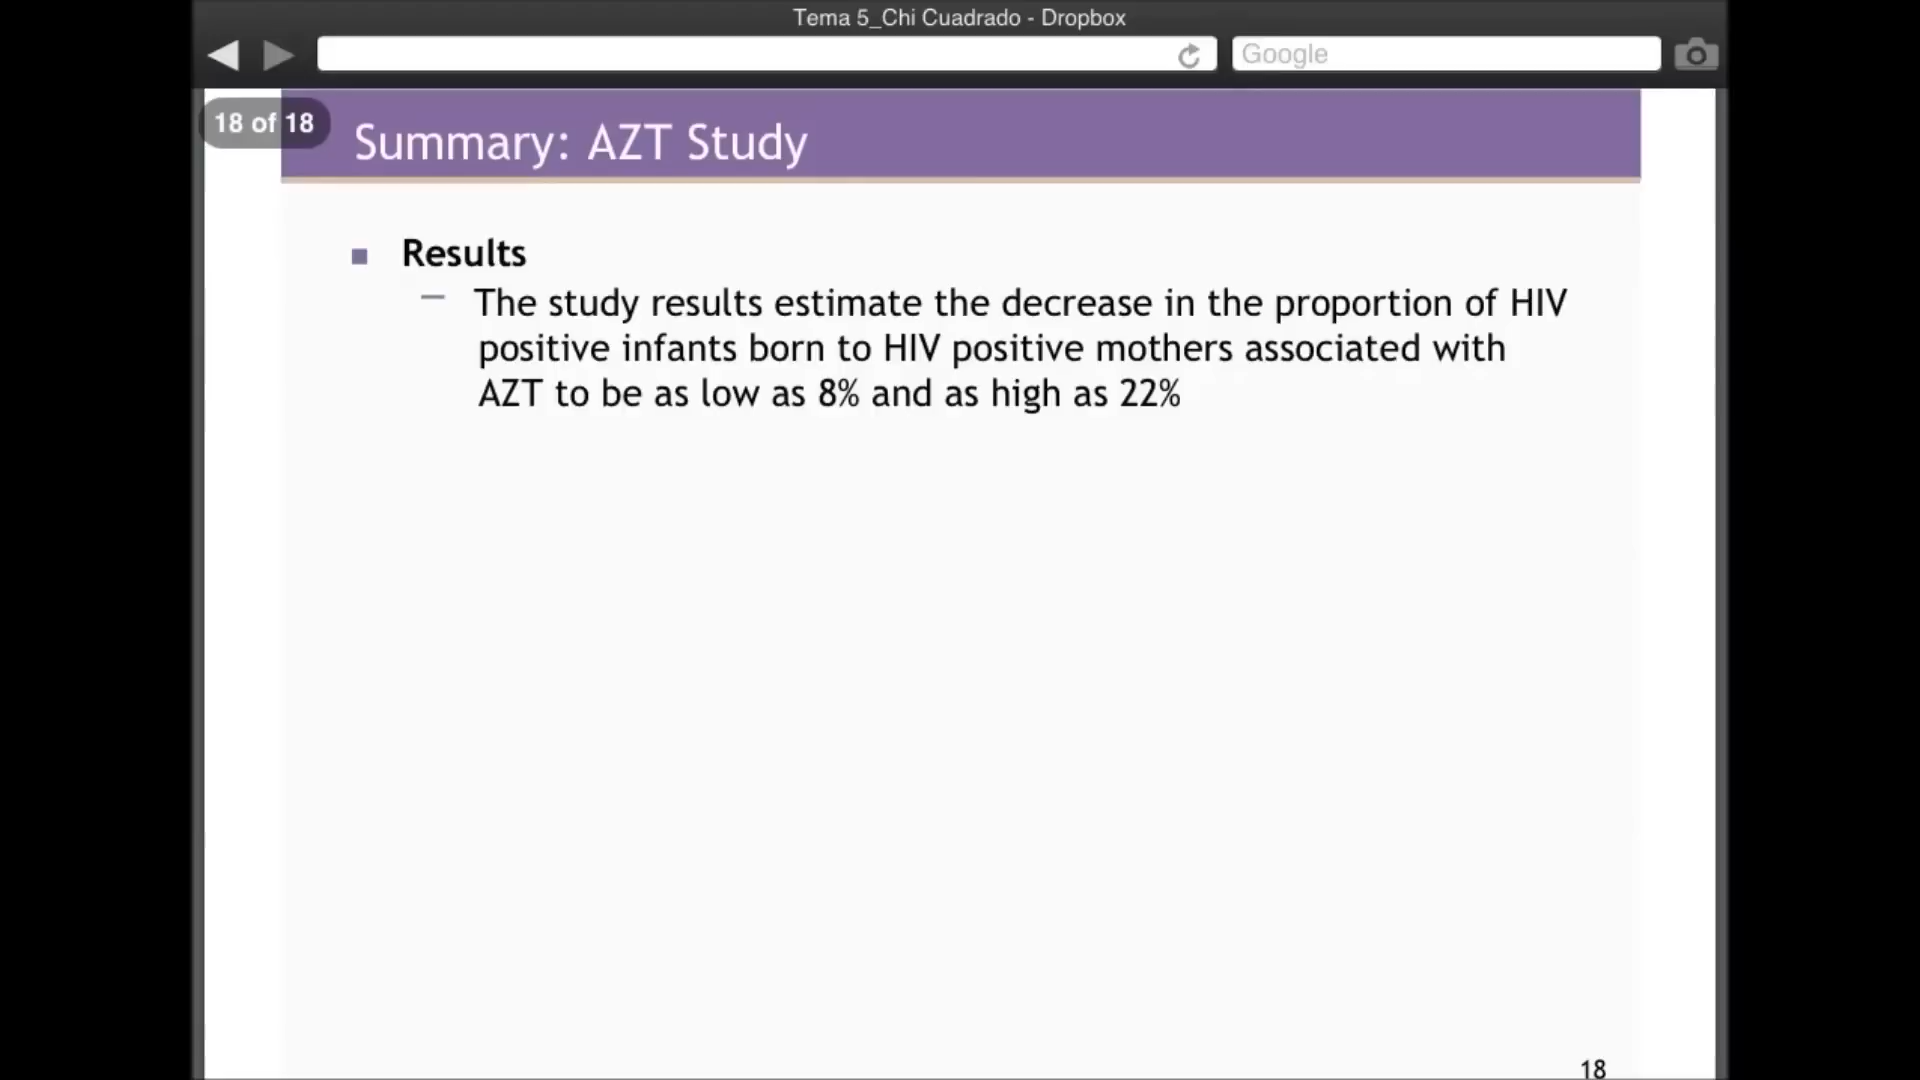 Tema 5_Chi Cuadrado - Dropbox
Google
18 of 18
Summary: AZT Study
Results
The study results estimate the decrease in the proportion of HIV
positive infants born to HIV positive mothers associated with
AZT to be as low as 8% and as high as 22%
18